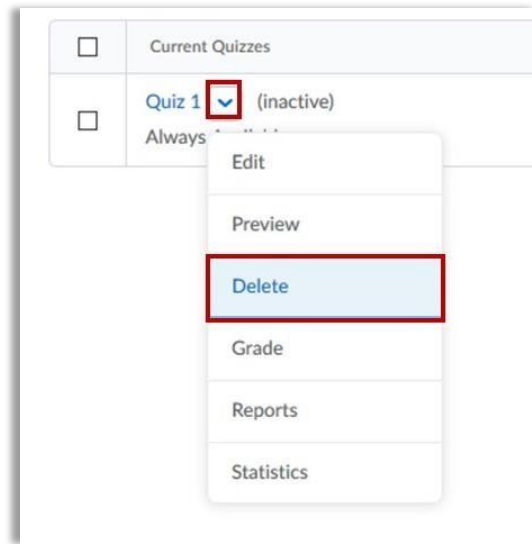 Current Quizzes
Quiz 1 (inactive)
Always
Edit
Preview
Delete
Grade
Reports
Statistics